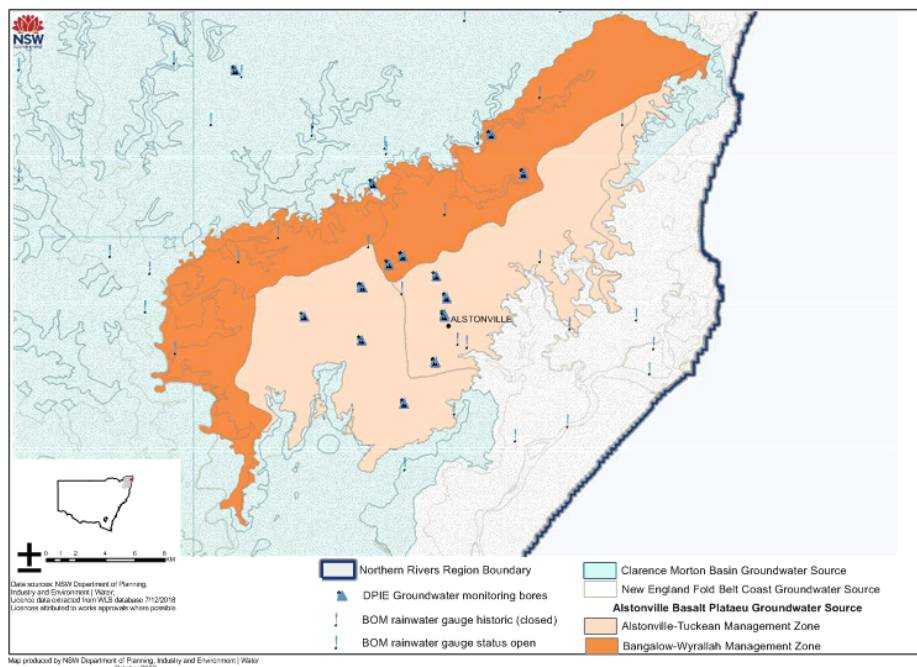 NSW
GOVERNMENT
ALSTONVILLE
0 1 2 4 6 8
KM
Data sources: NSW Department of Planning,
Industry and Environment | Water;
Licence data extracted from WLS database 7/12/2018
Licences attributed to works approvals where possible
Northern Rivers Region Boundary
DPIE Groundwater monitoring bores
BOM rainwater gauge historic (closed)
BOM rainwater gauge status open
Clarence Morton Basin Groundwater Source
New England Fold Belt Coast Groundwater Source
Alstonville Basalt Plataeu Groundwater Source
Alstonville-Tuckean Management Zone
Bangalow-Wyrallah Management Zone
Map produced by NSW Department of Planning, Industry and Environment | Water